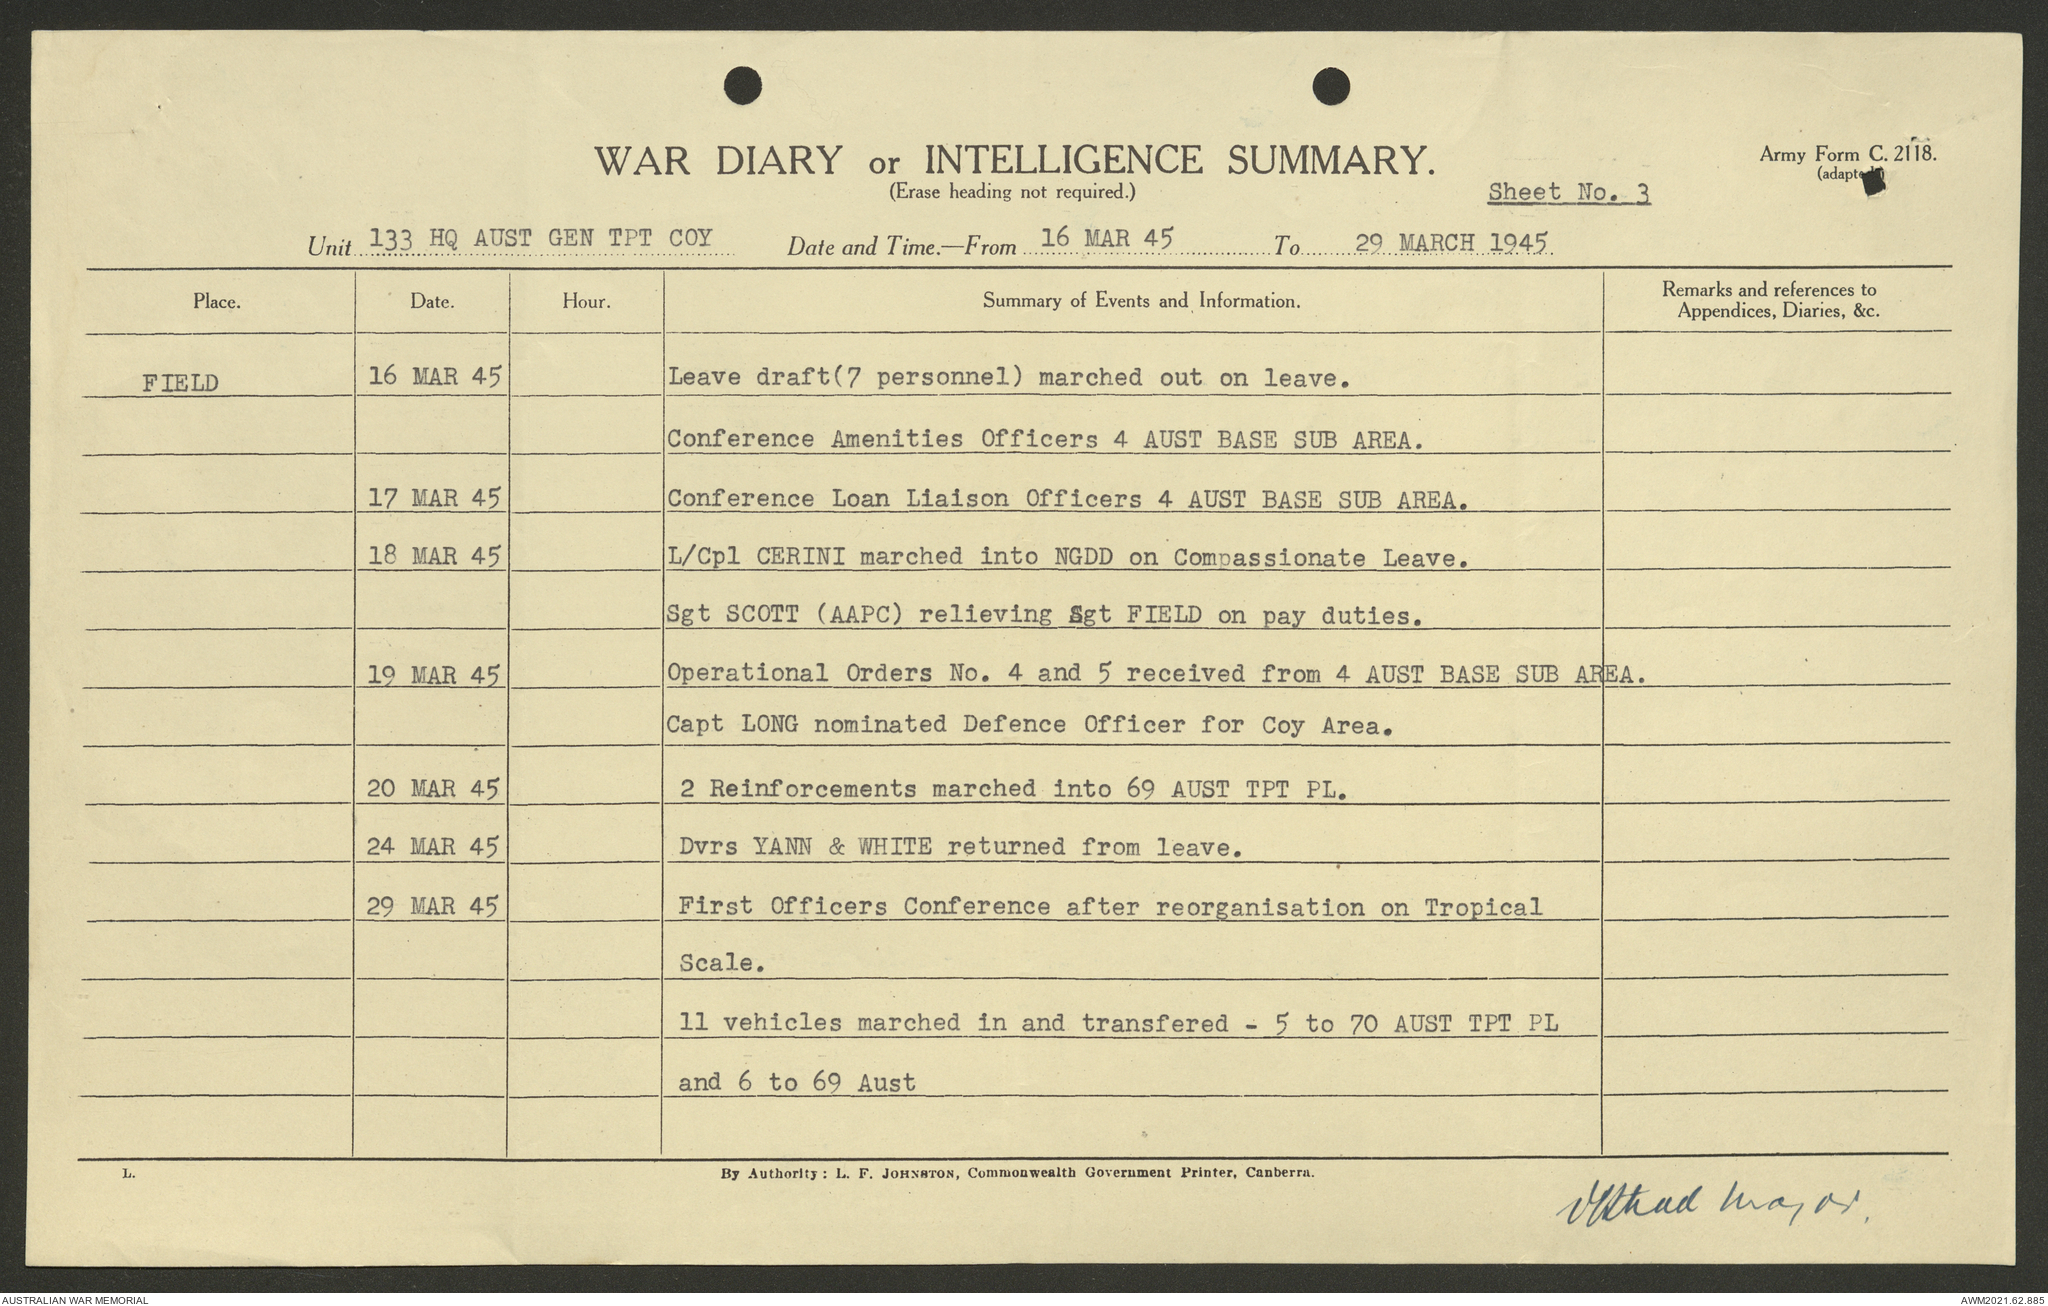 WAR DIARY or INTELLIGENCE SUMMARY.
(Erase heading not required.)
Army Form C. 2118.
Sheet No. 3
Unit 133 HQ AUST GEN TPT COY Date and Time.—From 16 MAR 45 To 29 MARCH 1945
Place. Date. Hour. Summary of Events and Information. Remarks and references to
Appendices, Diaries, &c.
FIELD 16 MAR 45 Leave draft(7 personnel) marched out on leave.
Conference Amenities Officers 4 AUST BASE SUB AREA.
17 MAR 45 Conference Loan Liaison Officers 4 AUST BASE SUB AREA.
18 MAR 45 L/Cpl CERINI marched into NGDD on Compassionate Leave.
Sgt SCOTT (AAPC) relieving Sgt FIELD on pay duties.
19 MAR 45 Operational Orders No. 4 and 5 received from 4 AUST BASE SUB AREA.
Capt LONG nominated Defence Officer for Coy Area.
20 MAR 45 2 Reinforcements marched into 69 AUST TPT PL.
24 MAR 45 Dvrs YANN & WHITE returned from leave.
29 MAR 45 First Officers Conference after reorganisation on Tropical
Scale.
11 vehicles marched in and transfered - 5 to 70 AUST TPT PL
and 6 to 69 Aust
L. By Authority: L. F. JOHNSTON, Commonwealth Government Printer, Canberra.
Major.
AUSTRALIAN WAR MEMORIAL
AWM2021.62.885